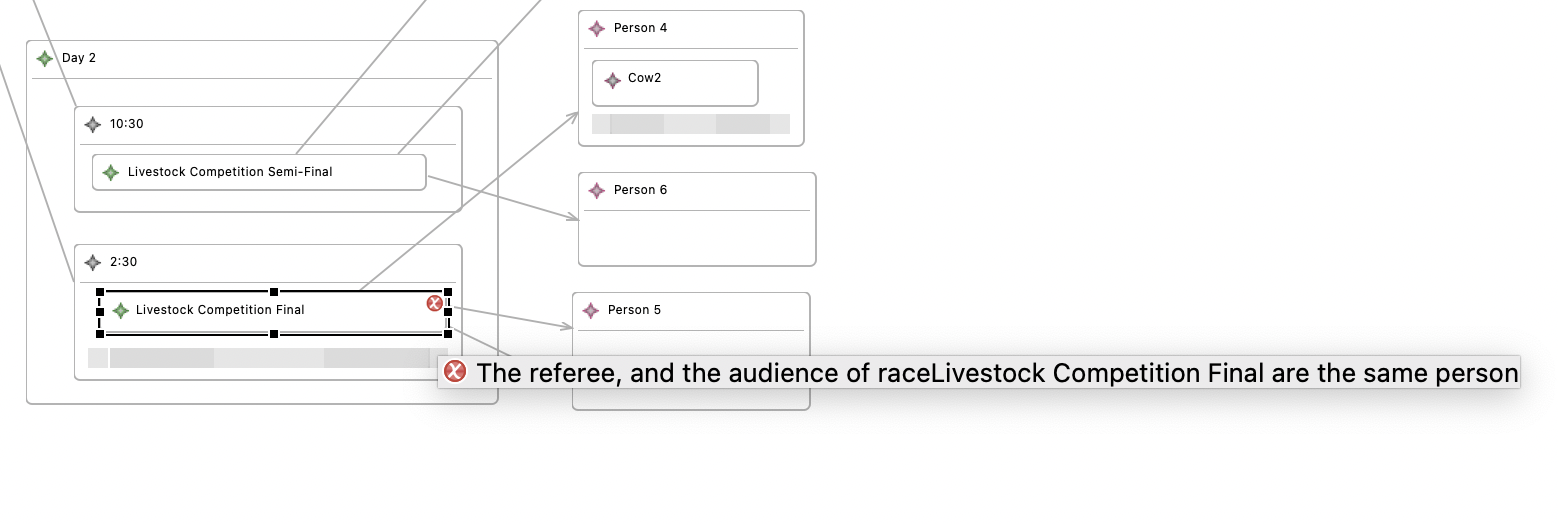 Person 4
Day 2
Cow2
10:30
Livestock Competition Semi-Final
Person 6
2:30
Livestock Competition Final
Person 5
The referee, and the audience of raceLivestock Competition Final are the same person